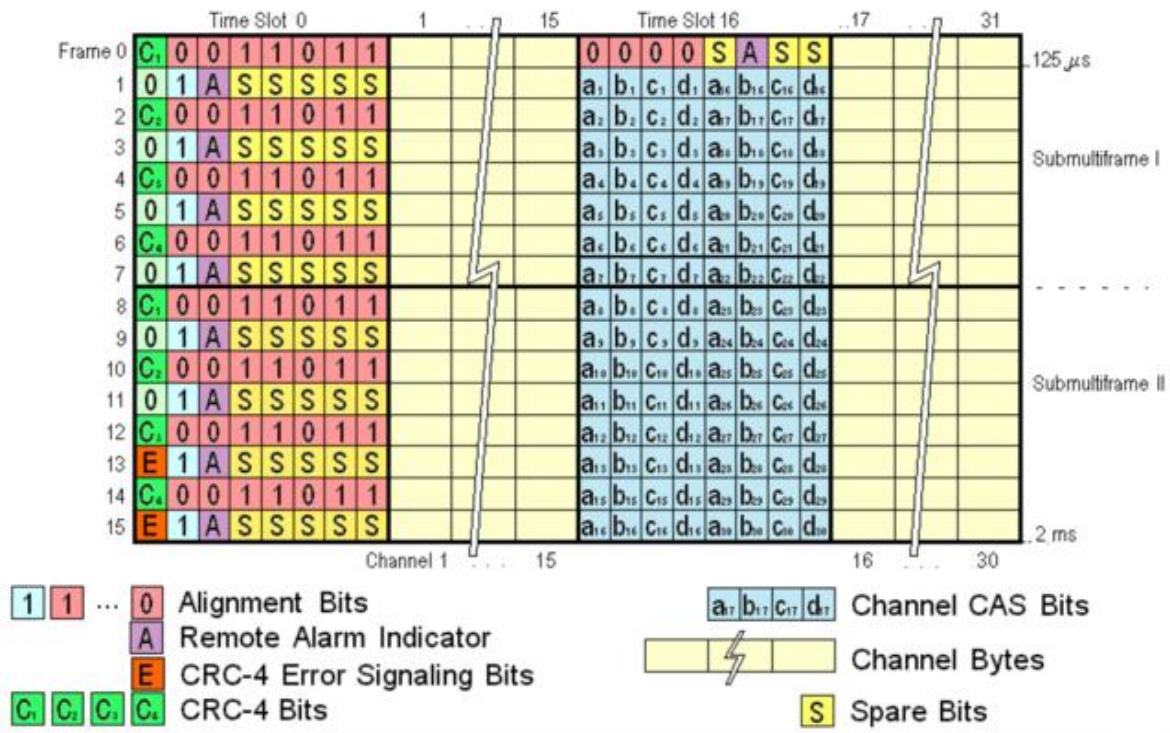 Time Slot 0 1 . . . 15 Time Slot 16 . .17 . . . 31
Frame 0 C₁ 0 0 1 1 0 1 1 0 0 0 0 S A S S 125 µs
1 0 1 A S S S S S a₁ b₁ c₁ d₁ a₁₆ b₁₆ c₁₆ d₁₆
2 C₂ 0 0 1 1 0 1 1 a₂ b₂ c₂ d₂ a₁₇ b₁₇ c₁₇ d₁₇
3 0 1 A S S S S S a₃ b₃ c₃ d₃ a₁₈ b₁₈ c₁₈ d₁₈
Submultiframe I
4 C₃ 0 0 1 1 0 1 1 a₄ b₄ c₄ d₄ a₁₉ b₁₉ c₁₉ d₁₉
5 0 1 A S S S S S a₅ b₅ c₅ d₅ a₂₀ b₂₀ c₂₀ d₂₀
6 C₄ 0 0 1 1 0 1 1 a₆ b₆ c₆ d₆ a₂₁ b₂₁ c₂₁ d₂₁
7 0 1 A S S S S S a₇ b₇ c₇ d₇ a₂₂ b₂₂ c₂₂ d₂₂
8 C₁ 0 0 1 1 0 1 1 a₈ b₈ c₈ d₈ a₂₃ b₂₃ c₂₃ d₂₃
9 0 1 A S S S S S a₉ b₉ c₉ d₉ a₂₄ b₂₄ c₂₄ d₂₄
10 C₂ 0 0 1 1 0 1 1 a₁₀ b₁₀ c₁₀ d₁₀ a₂₅ b₂₅ c₂₅ d₂₅
Submultiframe II
11 0 1 A S S S S S a₁₁ b₁₁ c₁₁ d₁₁ a₂₆ b₂₆ c₂₆ d₂₆
12 C₃ 0 0 1 1 0 1 1 a₁₂ b₁₂ c₁₂ d₁₂ a₂₇ b₂₇ c₂₇ d₂₇
13 E 1 A S S S S S a₁₃ b₁₃ c₁₃ d₁₃ a₂₈ b₂₈ c₂₈ d₂₈
14 C₄ 0 0 1 1 0 1 1 a₁₅ b₁₅ c₁₅ d₁₅ a₂₉ b₂₉ c₂₉ d₂₉
15 E 1 A S S S S S a₁₆ b₁₆ c₁₆ d₁₆ a₃₀ b₃₀ c₃₀ d₃₀ 2 ms
Channel 1 . . . . 15 16 . . . . 30
1 1 ... 0 Alignment Bits
A Remote Alarm Indicator
E CRC-4 Error Signaling Bits
C₁ C₂ C₃ C₄ CRC-4 Bits
a₁₇ b₁₇ c₁₇ d₁₇ Channel CAS Bits
Channel Bytes
S Spare Bits